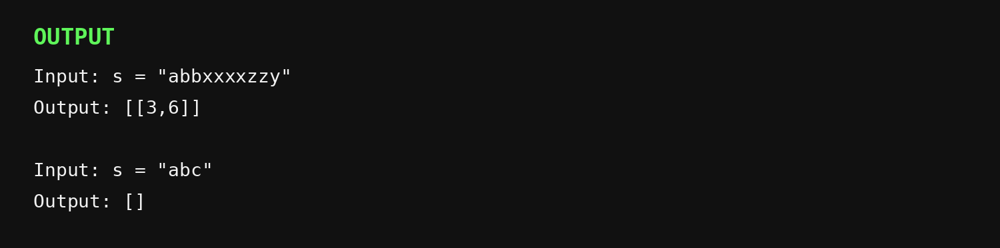 OUTPUT
Input: s = "abbxxxxzzy"
Output: [[3,6]]
Input: s = "abc"
Output: []